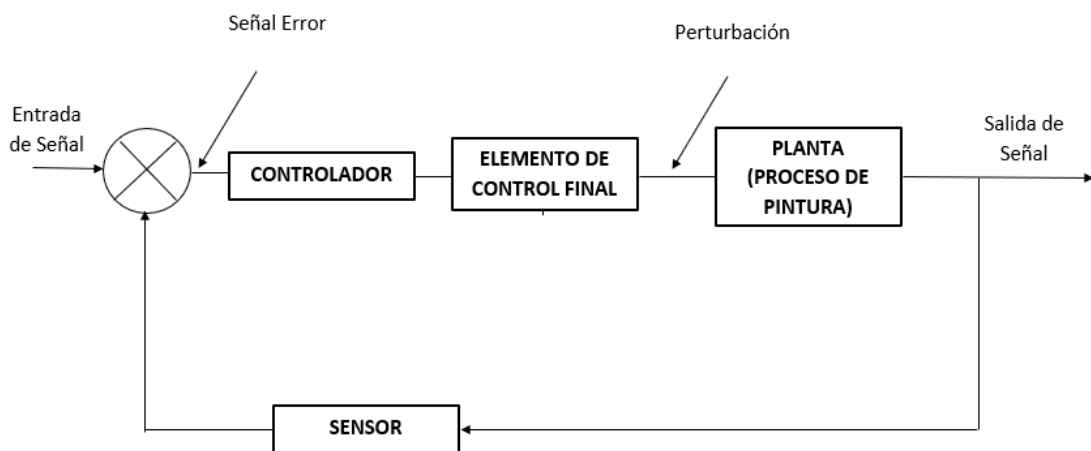 Señal Error
Perturbación
Entrada
de Señal
Salida de
Señal
CONTROLADOR
ELEMENTO DE
CONTROL FINAL
PLANTA
(PROCESO DE
PINTURA)
SENSOR